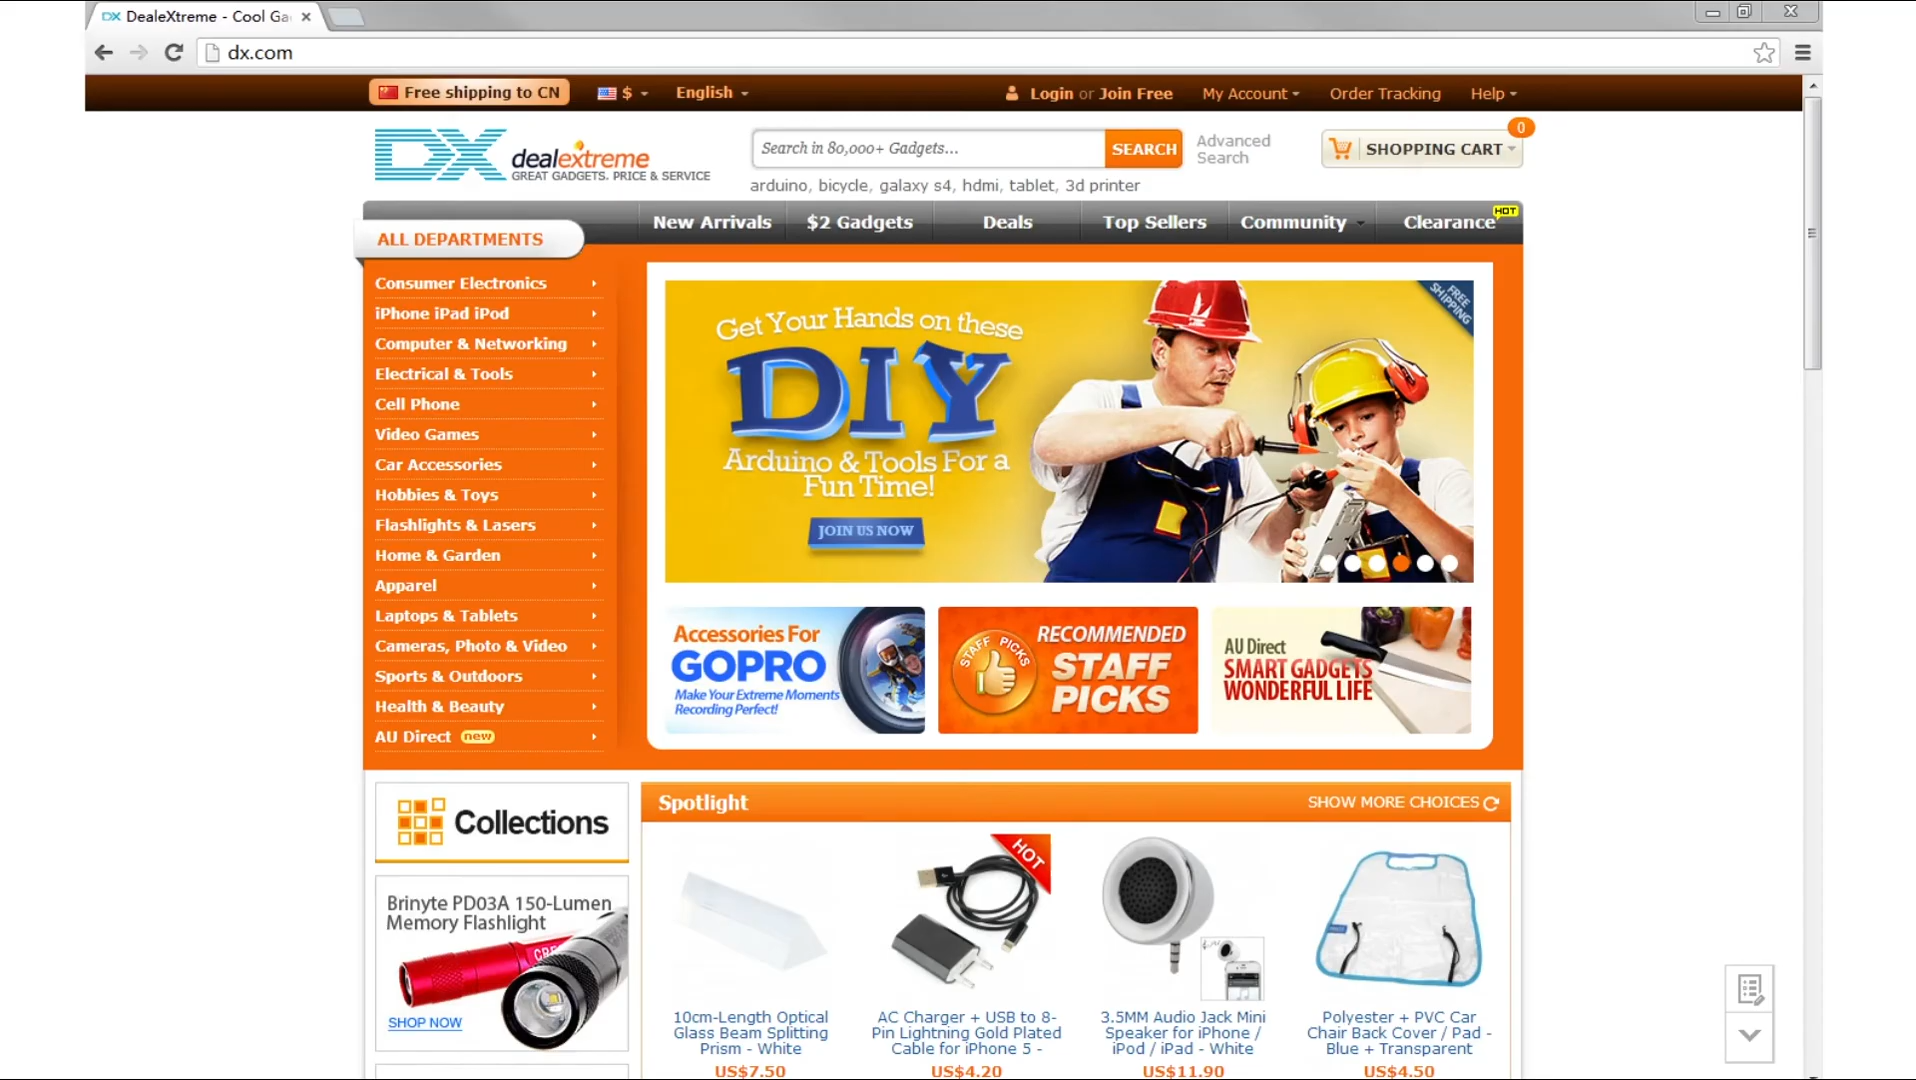 DX DealeXtreme - Cool Ga
dx.com
Free shipping to CN
$
English
Login or Join Free
My Account
Order Tracking
Help
DX dealextreme
GREAT GADGETS. PRICE & SERVICE
Search in 80,000+ Gadgets...
SEARCH
Advanced
Search
0
SHOPPING CART
arduino, bicycle, galaxy s4, hdmi, tablet, 3d printer
ALL DEPARTMENTS
New Arrivals
$2 Gadgets
Deals
Top Sellers
Community
Clearance
HOT
Consumer Electronics
iPhone iPad iPod
Computer & Networking
Electrical & Tools
Cell Phone
Video Games
Car Accessories
Hobbies & Toys
Flashlights & Lasers
Home & Garden
Apparel
Laptops & Tablets
Cameras, Photo & Video
Sports & Outdoors
Health & Beauty
AU Direct new
FREE
SHIPPING
Get Your Hands on these
DIY
Arduino & Tools For a
Fun Time!
JOIN US NOW
Accessories For
GOPRO
Make Your Extreme Moments
Recording Perfect!
STAFF PICKS
RECOMMENDED
STAFF
PICKS
AU Direct
SMART GADGETS
WONDERFUL LIFE
Collections
Brinyte PD03A 150-Lumen
Memory Flashlight
SHOP NOW
Spotlight
SHOW MORE CHOICES
HOT
10cm-Length Optical
Glass Beam Splitting
Prism - White
US$7.50
AC Charger + USB to 8-
Pin Lightning Gold Plated
Cable for iPhone 5 -
US$4.20
3.5MM Audio Jack Mini
Speaker for iPhone /
iPod / iPad - White
US$11.90
Polyester + PVC Car
Chair Back Cover / Pad -
Blue + Transparent
US$4.50